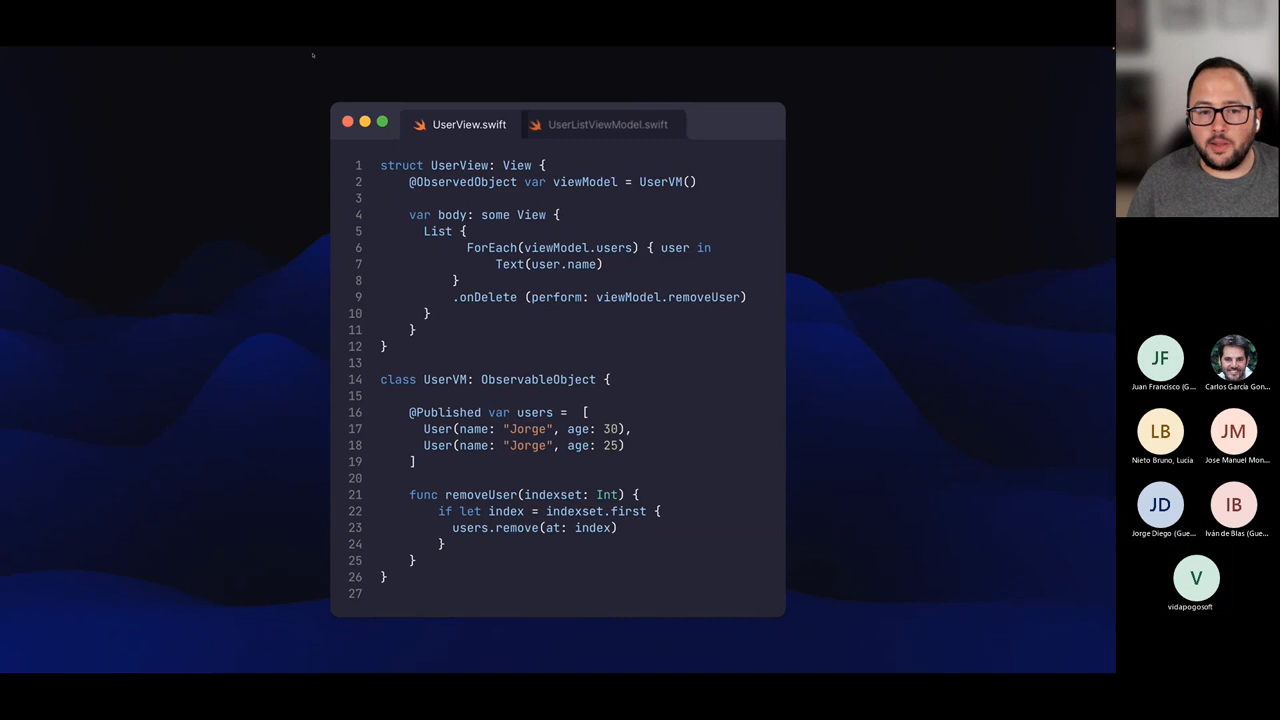 UserView.swift
UserListViewModel.swift
1 struct UserView: View {
2 @ObservedObject var viewModel = UserVM()
3
4 var body: some View {
5 List {
6 ForEach(viewModel.users) { user in
7 Text(user.name)
8 }
9 .onDelete (perform: viewModel.removeUser)
10 }
11 }
12 }
13
14 class UserVM: ObservableObject {
15
16 @Published var users = [
17 User(name: "Jorge", age: 30),
18 User(name: "Jorge", age: 25)
19 ]
20
21 func removeUser(indexset: Int) {
22 if let index = indexset.first {
23 users.remove(at: index)
24 }
25 }
26 }
27
JF
Juan Francisco (G...
Carlos García Gon...
LB
JM
Nieto Bruno, Lucía
Jose Manuel Mon...
JD
IB
Jorge Diego (Gue...
Iván de Blas (Gue...
V
vidapogosoft